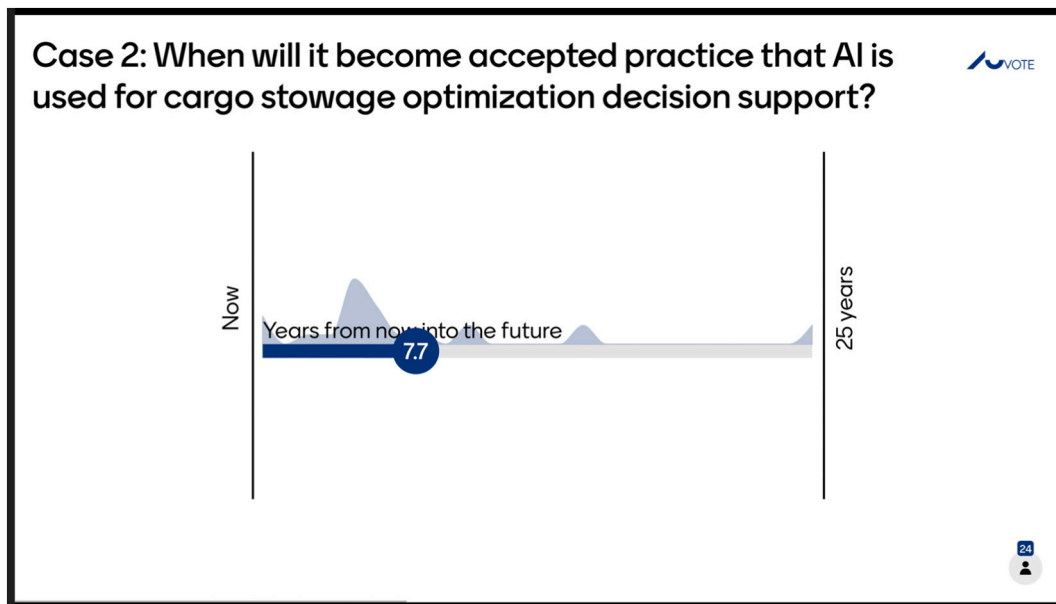 Case 2: When will it become accepted practice that AI is
used for cargo stowage optimization decision support?
VOTE
Now
Years from now into the future
7.7
25 years
24